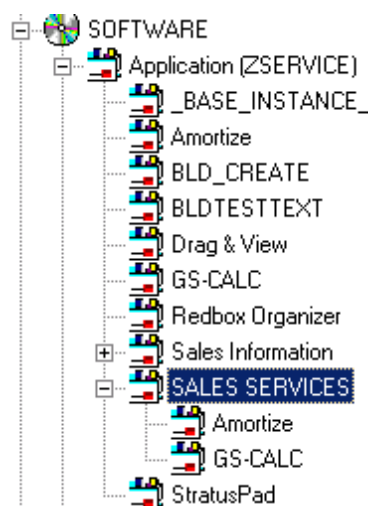 SOFTWARE
Application (ZSERVICE)
_BASE_INSTANCE_
Amortize
BLD_CREATE
BLDTESTTEXT
Drag & View
GS-CALC
Redbox Organizer
Sales Information
SALES SERVICES
Amortize
GS-CALC
StratusPad